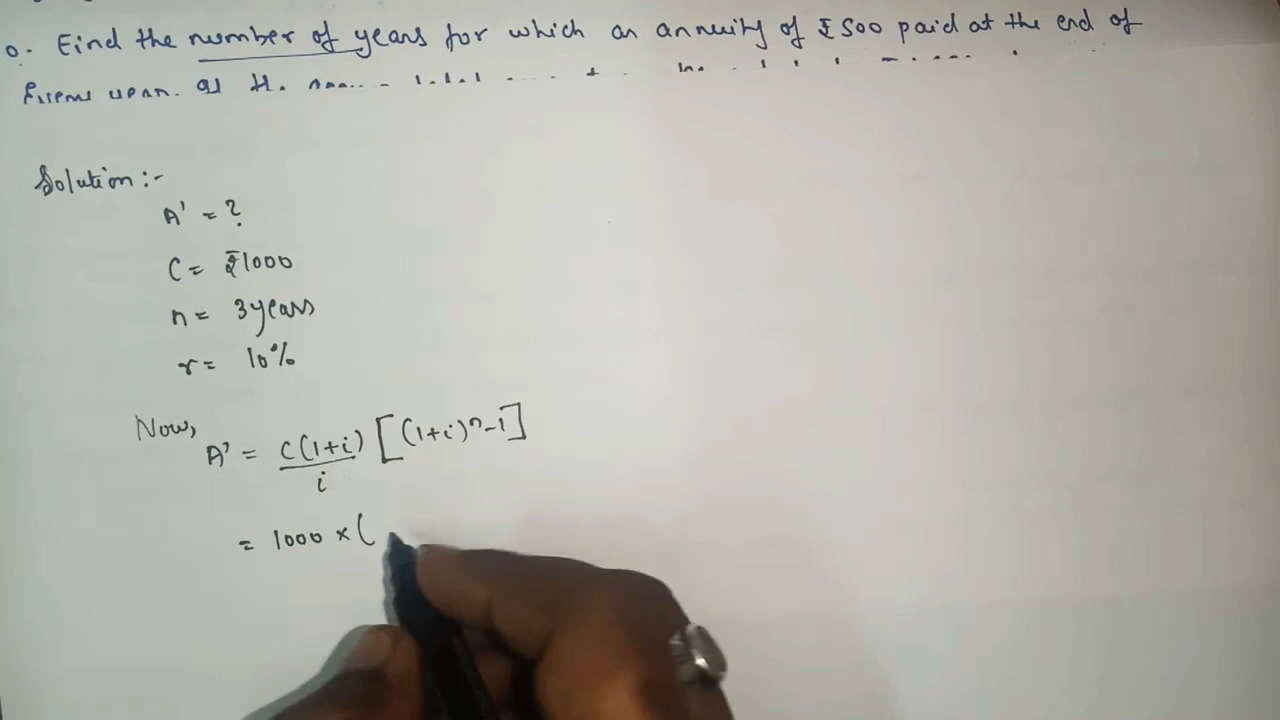 Q. Find the number of years for which an annuity of ₹500 paid at the end of
Solution :-
A' = ?
C = ₹1000
n = 3 years
r = 10%
Now,
A' = C(1+i)/i [(1+i)ⁿ-1]
= 1000 × (